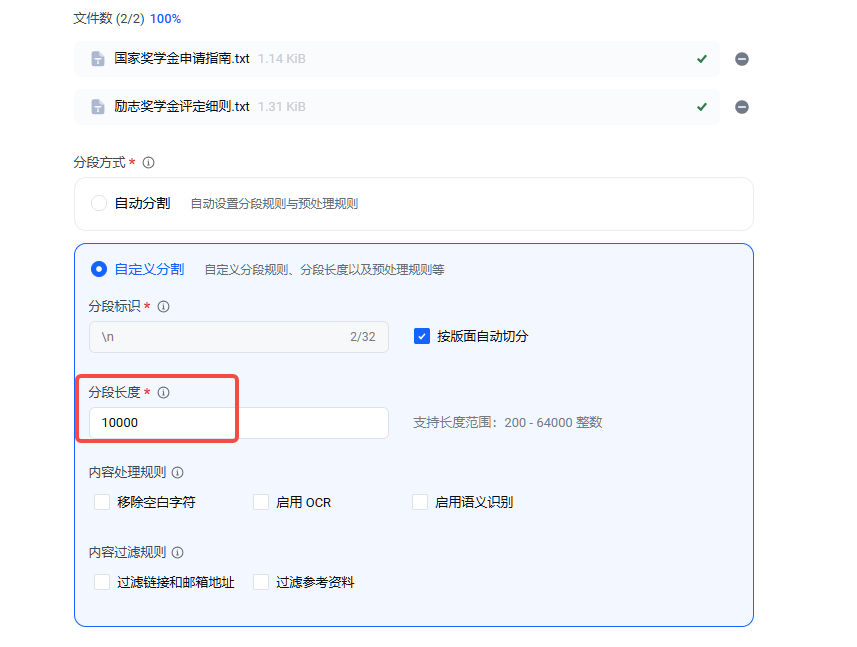 文件数 (2/2) 100%
国家奖学金申请指南.txt 1.14 KiB
励志奖学金评定细则.txt 1.31 KiB
分段方式 *
自动分割 自动设置分段规则与预处理规则
自定义分割 自定义分段规则、分段长度以及预处理规则等
分段标识 *
\n 2/32 按版面自动切分
分段长度 *
10000 支持长度范围：200 - 64000 整数
内容处理规则
移除空白字符 启用 OCR 启用语义识别
内容过滤规则
过滤链接和邮箱地址 过滤参考资料